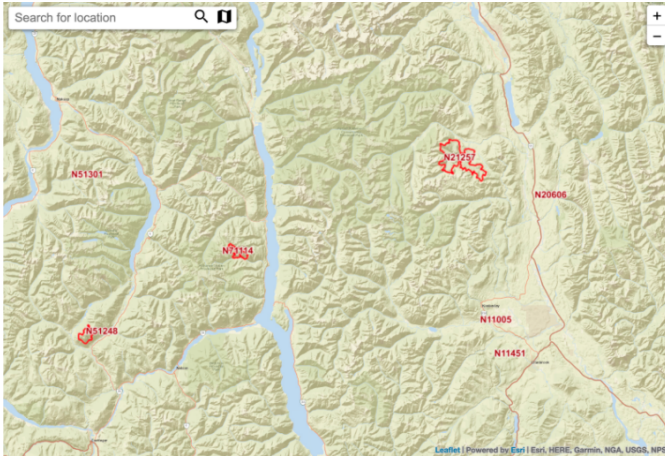 Search for location
+
−
N21257
N51301
N20606
N71114
N11005
N51248
N11451
Leaflet | Powered by Esri | Esri, HERE, Garmin, NGA, USGS, NPS